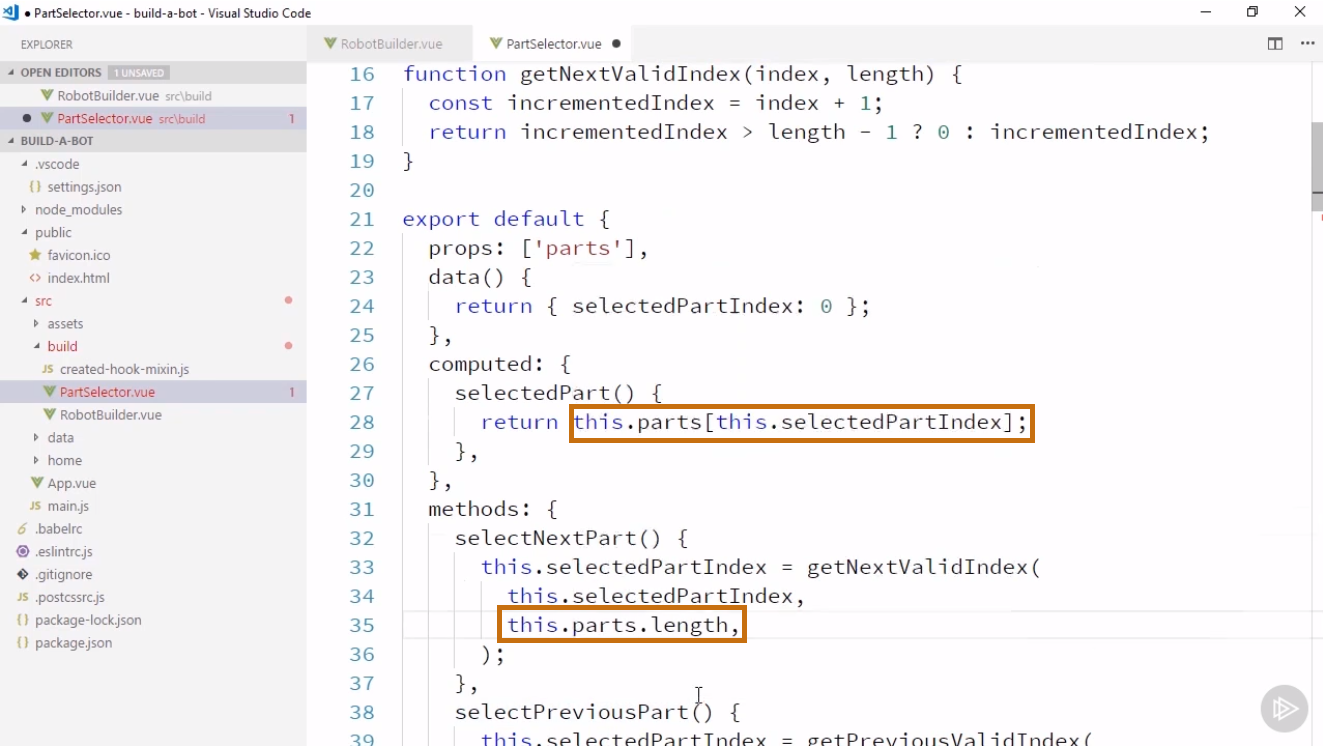 ● PartSelector.vue - build-a-bot - Visual Studio Code
EXPLORER
OPEN EDITORS 1 UNSAVED
RobotBuilder.vue src\build
● PartSelector.vue src\build 1
BUILD-A-BOT
.vscode
{} settings.json
node_modules
public
favicon.ico
<> index.html
src
assets
build
JS created-hook-mixin.js
PartSelector.vue 1
RobotBuilder.vue
data
home
App.vue
JS main.js
.babelrc
.eslintrc.js
.gitignore
JS .postcssrc.js
{} package-lock.json
{} package.json
RobotBuilder.vue
PartSelector.vue ●
16 function getNextValidIndex(index, length) {
17 const incrementedIndex = index + 1;
18 return incrementedIndex > length - 1 ? 0 : incrementedIndex;
19 }
20
21 export default {
22 props: ['parts'],
23 data() {
24 return { selectedPartIndex: 0 };
25 },
26 computed: {
27 selectedPart() {
28 return this.parts[this.selectedPartIndex];
29 },
30 },
31 methods: {
32 selectNextPart() {
33 this.selectedPartIndex = getNextValidIndex(
34 this.selectedPartIndex,
35 this.parts.length,
36 );
37 },
38 selectPreviousPart() {
39 this.selectedPartIndex = getPreviousValidIndex(